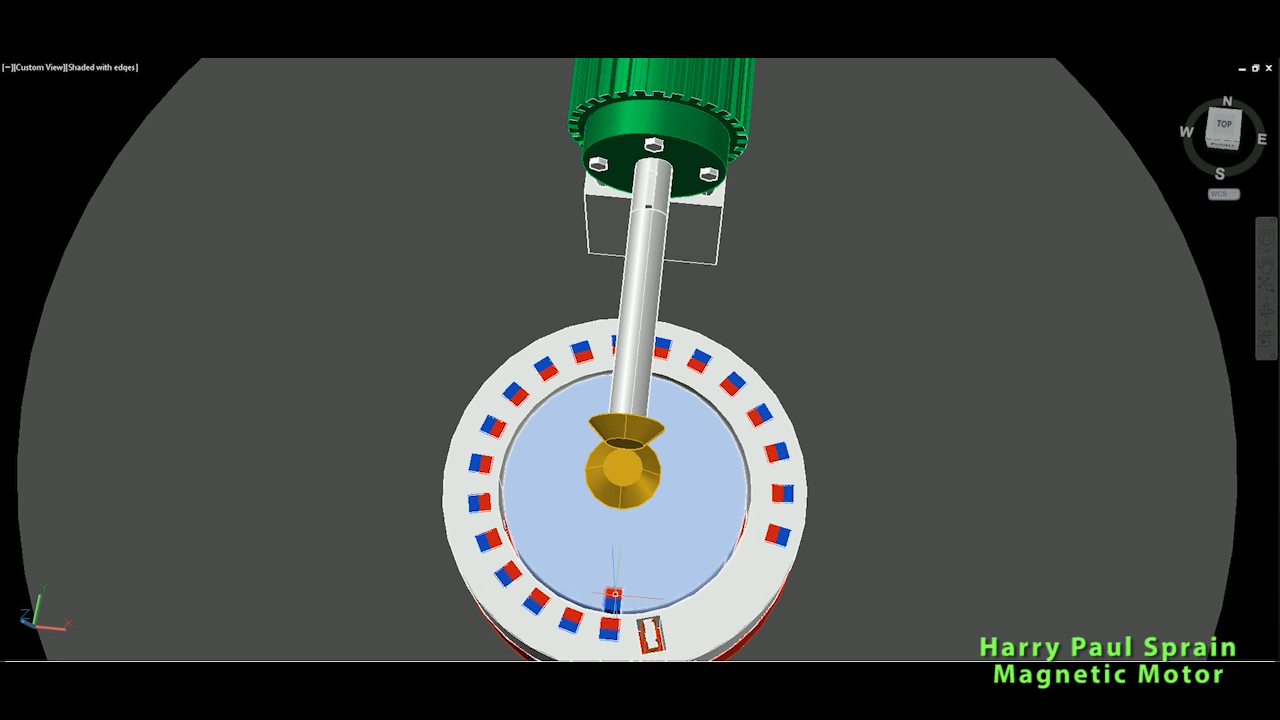 [−][Custom View][Shaded with edges]
N
W
TOP
E
S
WCS
Y
Z
X
Harry Paul Sprain
Magnetic Motor